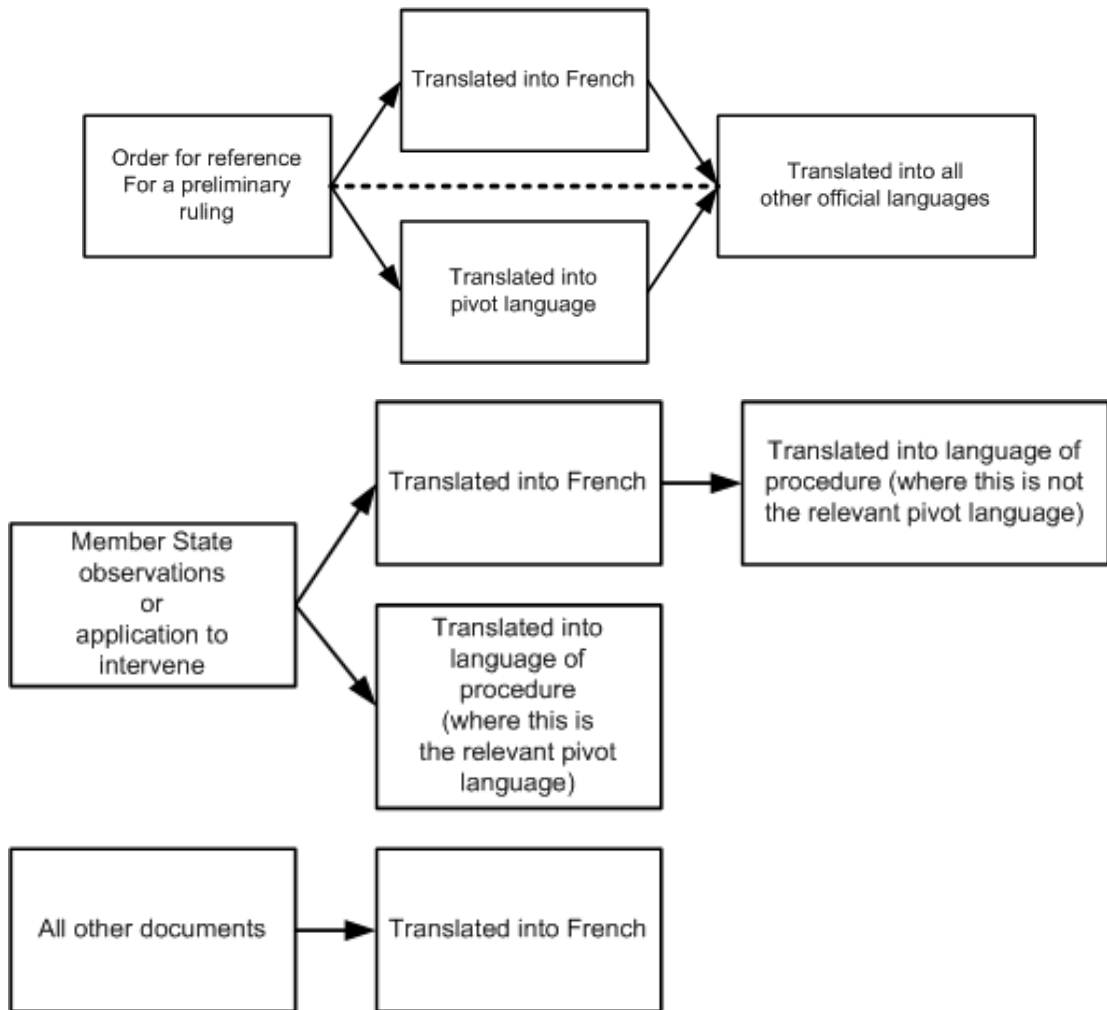 Translated into French
Order for reference
For a preliminary
ruling
Translated into all
other official languages
Translated into
pivot language
Translated into French
Translated into language of
procedure (where this is not
the relevant pivot language)
Member State
observations
or
application to
intervene
Translated into
language of
procedure
(where this is
the relevant pivot
language)
All other documents
Translated into French